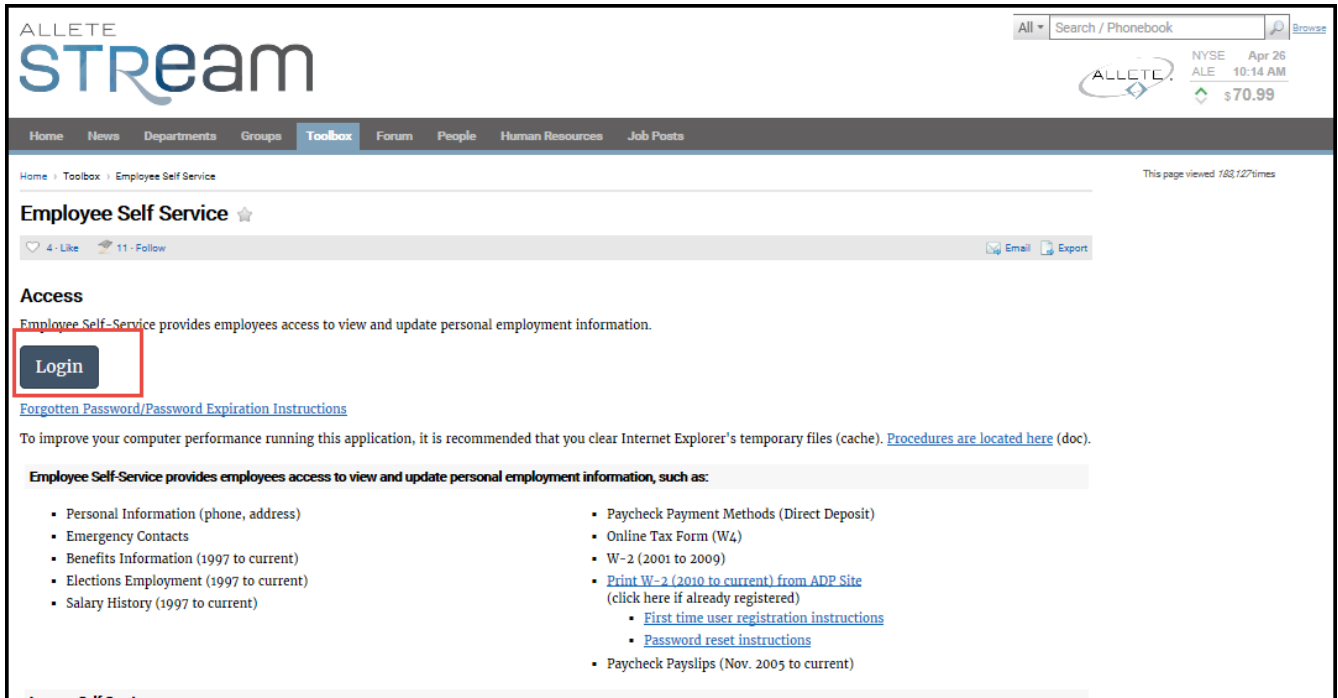 ALLETE
STREAM
All
Search / Phonebook
Browse
ALLETE
NYSE Apr 26
ALE 10:14 AM
$70.99
Home News Departments Groups Toolbox Forum People Human Resources Job Posts
Home › Toolbox › Employee Self Service
This page viewed 183,127 times
Employee Self Service
4 · Like 11 · Follow
Email Export
Access
Employee Self-Service provides employees access to view and update personal employment information.
Login
Forgotten Password/Password Expiration Instructions
To improve your computer performance running this application, it is recommended that you clear Internet Explorer's temporary files (cache). Procedures are located here (doc).
Employee Self-Service provides employees access to view and update personal employment information, such as:
▪ Personal Information (phone, address)
▪ Emergency Contacts
▪ Benefits Information (1997 to current)
▪ Elections Employment (1997 to current)
▪ Salary History (1997 to current)
▪ Paycheck Payment Methods (Direct Deposit)
▪ Online Tax Form (W4)
▪ W-2 (2001 to 2009)
▪ Print W-2 (2010 to current) from ADP Site
(click here if already registered)
▪ First time user registration instructions
▪ Password reset instructions
▪ Paycheck Payslips (Nov. 2005 to current)